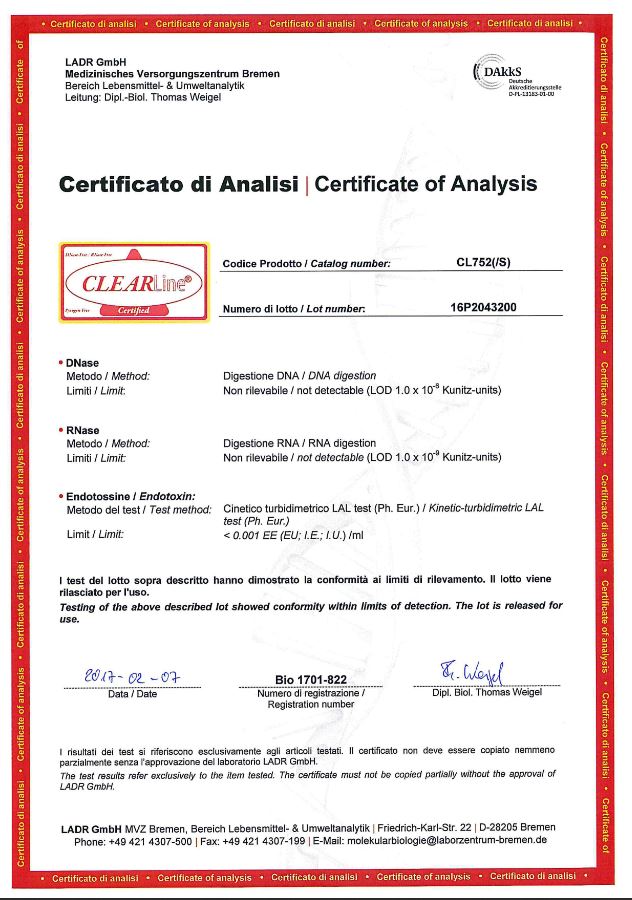 • Certificato di analisi • Certificate of analysis • Certificato di analisi • Certificate of analysis • Certificato di analisi •
LADR GmbH
Medizinisches Versorgungszentrum Bremen
Bereich Lebensmittel- & Umweltanalytik
Leitung: Dipl.-Biol. Thomas Weigel
DAkkS
Deutsche
Akkreditierungsstelle
D-PL-13183-01-00
Certificato di Analisi | Certificate of Analysis
DNase Free / RNase Free
CLEARLine®
Pyrogen Free
Certified
Codice Prodotto / Catalog number: CL752(/S)
Numero di lotto / Lot number: 16P2043200
• DNase
Metodo / Method: Digestione DNA / DNA digestion
Limiti / Limit: Non rilevabile / not detectable (LOD 1.0 x 10⁻⁶ Kunitz-units)
• RNase
Metodo / Method: Digestione RNA / RNA digestion
Limiti / Limit: Non rilevabile / not detectable (LOD 1.0 x 10⁻⁹ Kunitz-units)
• Endotossine / Endotoxin:
Metodo del test / Test method: Cinetico turbidimetrico LAL test (Ph. Eur.) / Kinetic-turbidimetric LAL
test (Ph. Eur.)
Limit / Limit: < 0.001 EE (EU; I.E.; I.U.) /ml
I test del lotto sopra descritto hanno dimostrato la conformità ai limiti di rilevamento. Il lotto viene
rilasciato per l'uso.
Testing of the above described lot showed conformity within limits of detection. The lot is released for
use.
2017-02-07
Data / Date
Bio 1701-822
Numero di registrazione /
Registration number
Th. Weigel
Dipl. Biol. Thomas Weigel
I risultati dei test si riferiscono esclusivamente agli articoli testati. Il certificato non deve essere copiato nemmeno
parzialmente senza l'approvazione del laboratorio LADR GmbH.
The test results refer exclusively to the item tested. The certificate must not be copied partially without the approval of
LADR GmbH.
LADR GmbH MVZ Bremen, Bereich Lebensmittel- & Umweltanalytik | Friedrich-Karl-Str. 22 | D-28205 Bremen
Phone: +49 421 4307-500 | Fax: +49 421 4307-199 | E-Mail: molekularbiologie@laborzentrum-bremen.de
• Certificato di analisi • Certificate of analysis • Certificato di analisi • Certificate of analysis • Certificato di analisi •